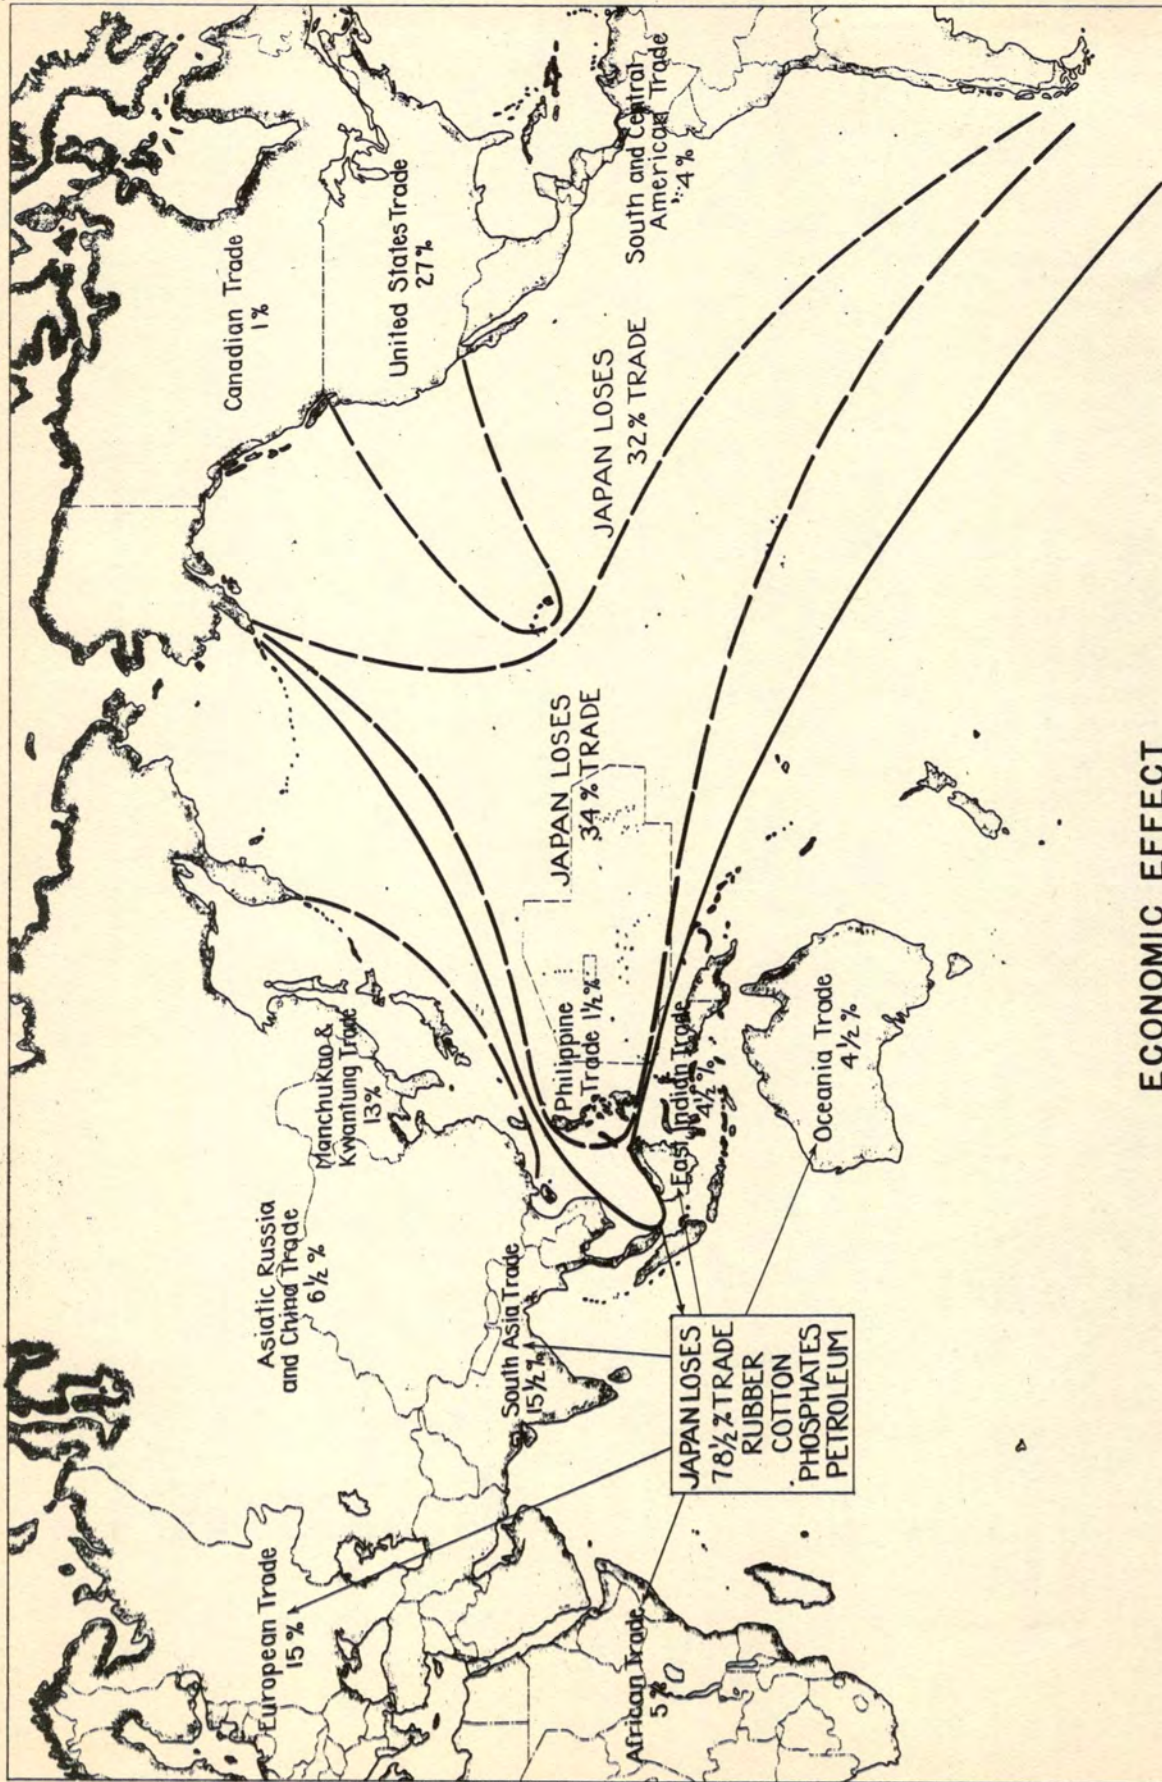 Canadian Trade
1%
United States Trade
27%
South and Central
American Trade
4%
JAPAN LOSES
32% TRADE
JAPAN LOSES
34% TRADE
Manchukuo &
Kwantung Trade
13%
Philippine
Trade 1½%
East Indian Trade
4½%
Oceania Trade
4½%
Asiatic Russia
and China Trade
6½%
South Asia Trade
15½%
European Trade
15%
African Trade
5%
JAPAN LOSES
78½% TRADE
RUBBER
COTTON
PHOSPHATES
PETROLEUM
ECONOMIC EFFECT